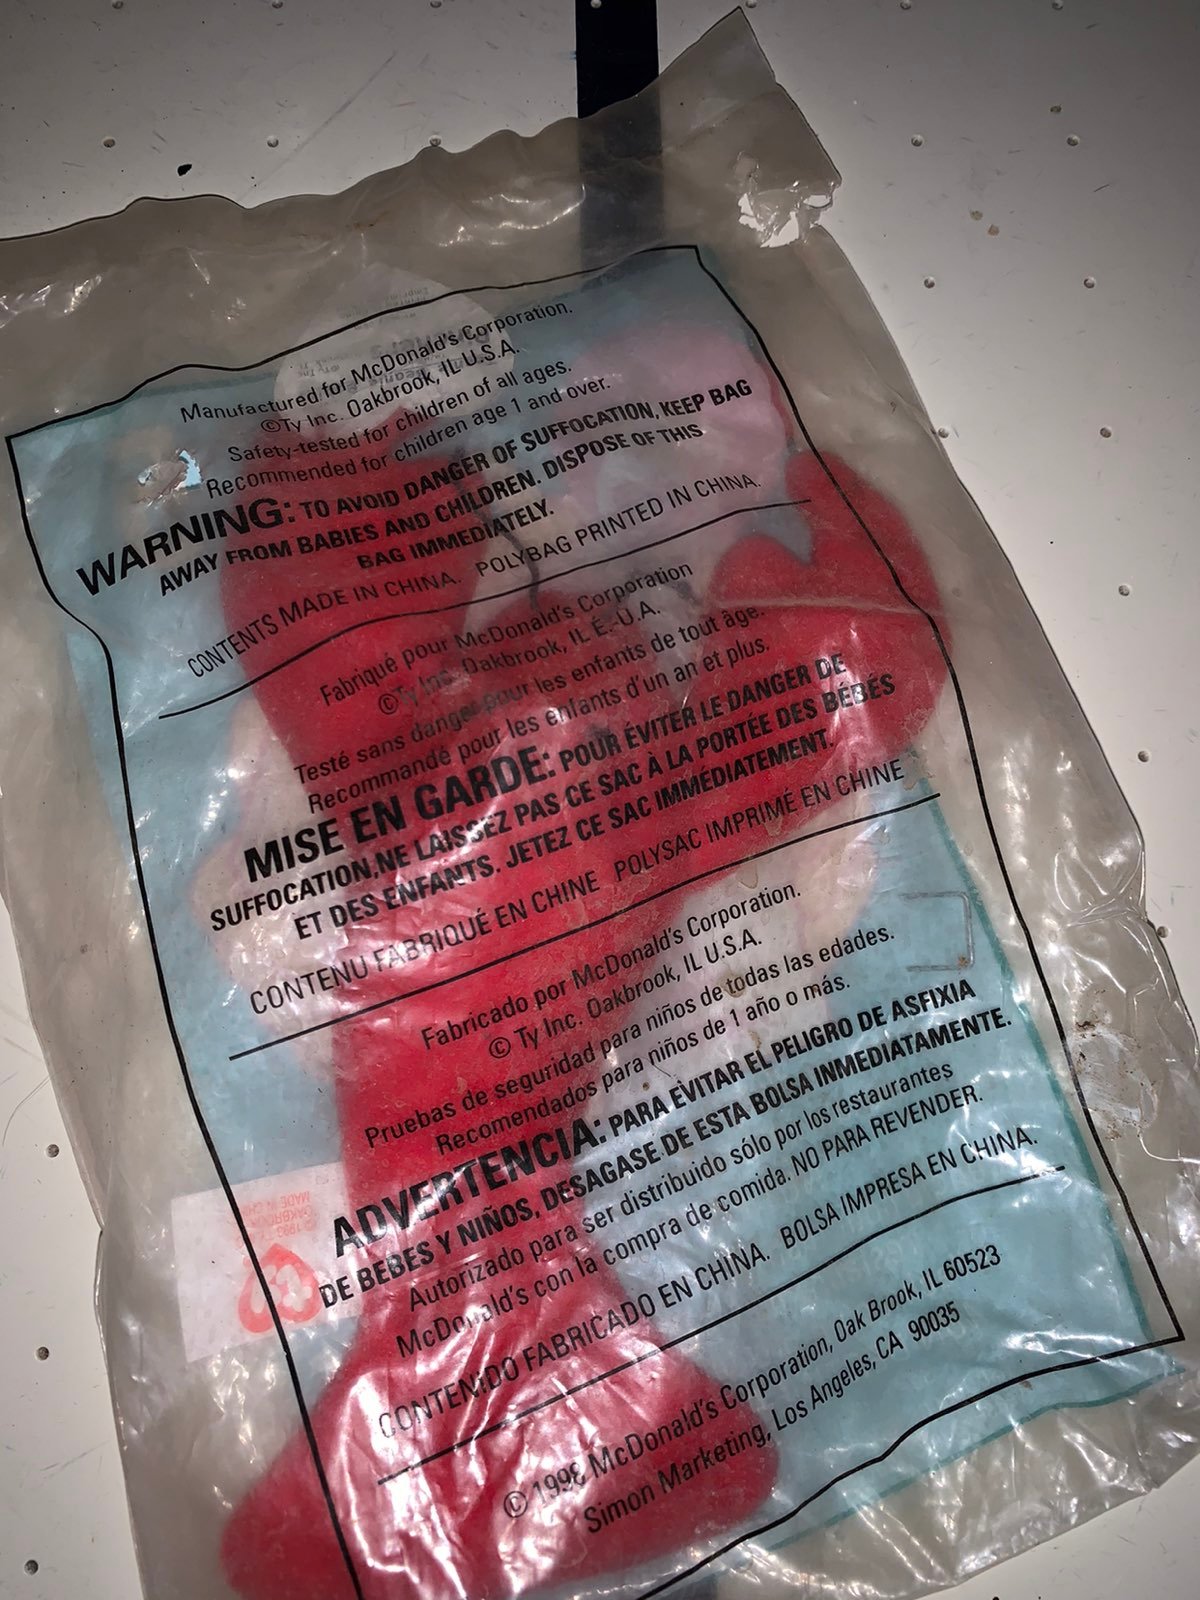 Manufactured for McDonald's Corporation.
©Ty Inc. Oakbrook, IL U.S.A.
Safety-tested for children of all ages.
Recommended for children age 1 and over.
WARNING: TO AVOID DANGER OF SUFFOCATION, KEEP BAG
AWAY FROM BABIES AND CHILDREN. DISPOSE OF THIS
BAG IMMEDIATELY.
CONTENTS MADE IN CHINA. POLYBAG PRINTED IN CHINA.
Fabriqué pour McDonald's Corporation
©Ty Inc. Oakbrook, IL É.-U.A.
Testé sans danger pour les enfants de tout âge.
Recommandé pour les enfants d'un an et plus.
MISE EN GARDE: POUR ÉVITER LE DANGER DE
SUFFOCATION,NE LAISSEZ PAS CE SAC À LA PORTÉE DES BÉBÉS
ET DES ENFANTS. JETEZ CE SAC IMMÉDIATEMENT.
CONTENU FABRIQUÉ EN CHINE POLYSAC IMPRIMÉ EN CHINE
Fabricado por McDonald's Corporation.
© Ty Inc. Oakbrook, IL U.S.A.
Pruebas de seguridad para niños de todas las edades.
Recomendados para niños de 1 año o más.
ADVERTENCIA: PARA EVITAR EL PELIGRO DE ASFIXIA
DE BEBES Y NIÑOS, DESAGASE DE ESTA BOLSA INMEDIATAMENTE.
Autorizado para ser distribuido sólo por los restaurantes
McDonald's con la compra de comida. NO PARA REVENDER.
CONTENIDO FABRICADO EN CHINA. BOLSA IMPRESA EN CHINA.
© 1998 McDonald's Corporation, Oak Brook, IL 60523
Simon Marketing, Los Angeles, CA 90035
MADE IN CHINA
OAKBROOK
© 1993
ty